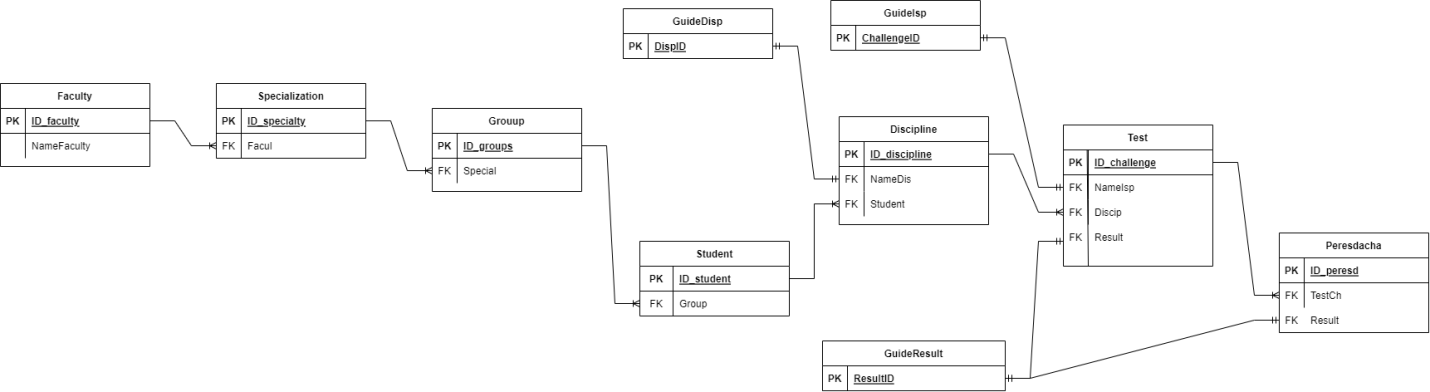 Faculty
PK ID_faculty
NameFaculty
Specialization
PK ID_specialty
FK Facul
Grouup
PK ID_groups
FK Special
GuideDisp
PK DispID
GuideIsp
PK ChallengeID
Student
PK ID_student
FK Group
Discipline
PK ID_discipline
FK NameDis
FK Student
Test
PK ID_challenge
FK NameIsp
FK Discip
FK Result
GuideResult
PK ResultID
Peresdacha
PK ID_peresd
FK TestCh
FK Result